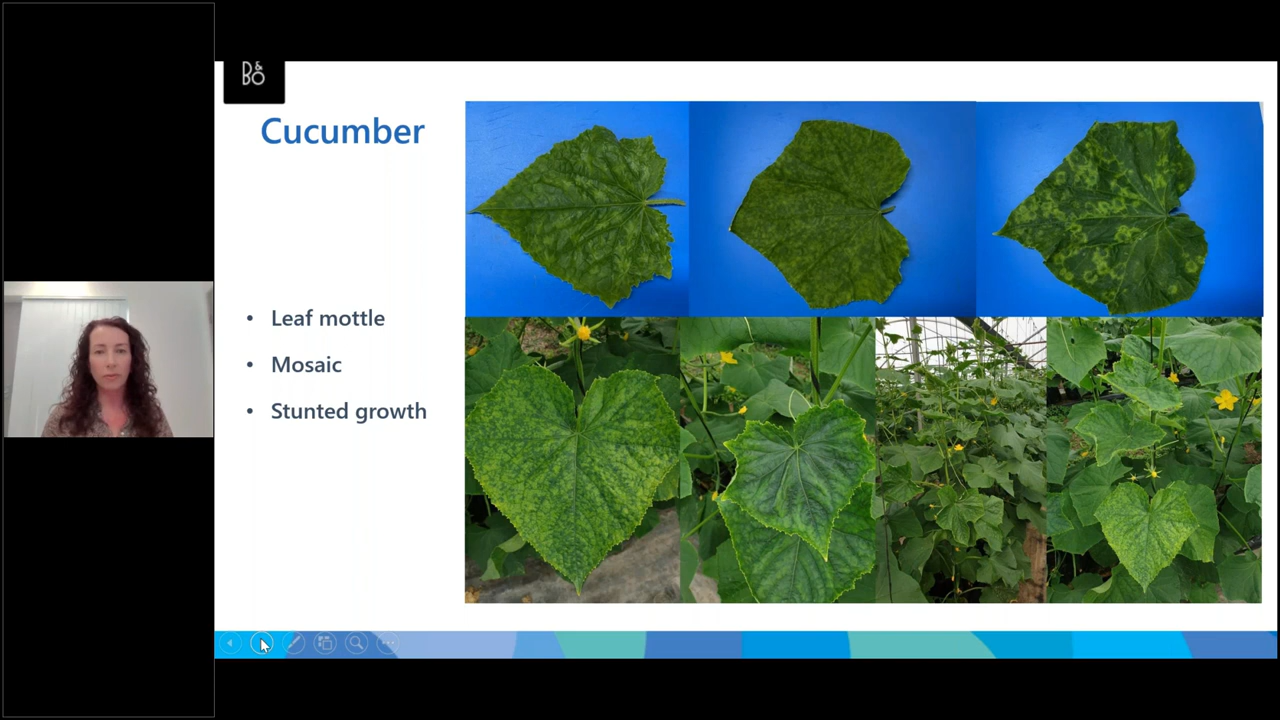 B&O
Cucumber
• Leaf mottle
• Mosaic
• Stunted growth